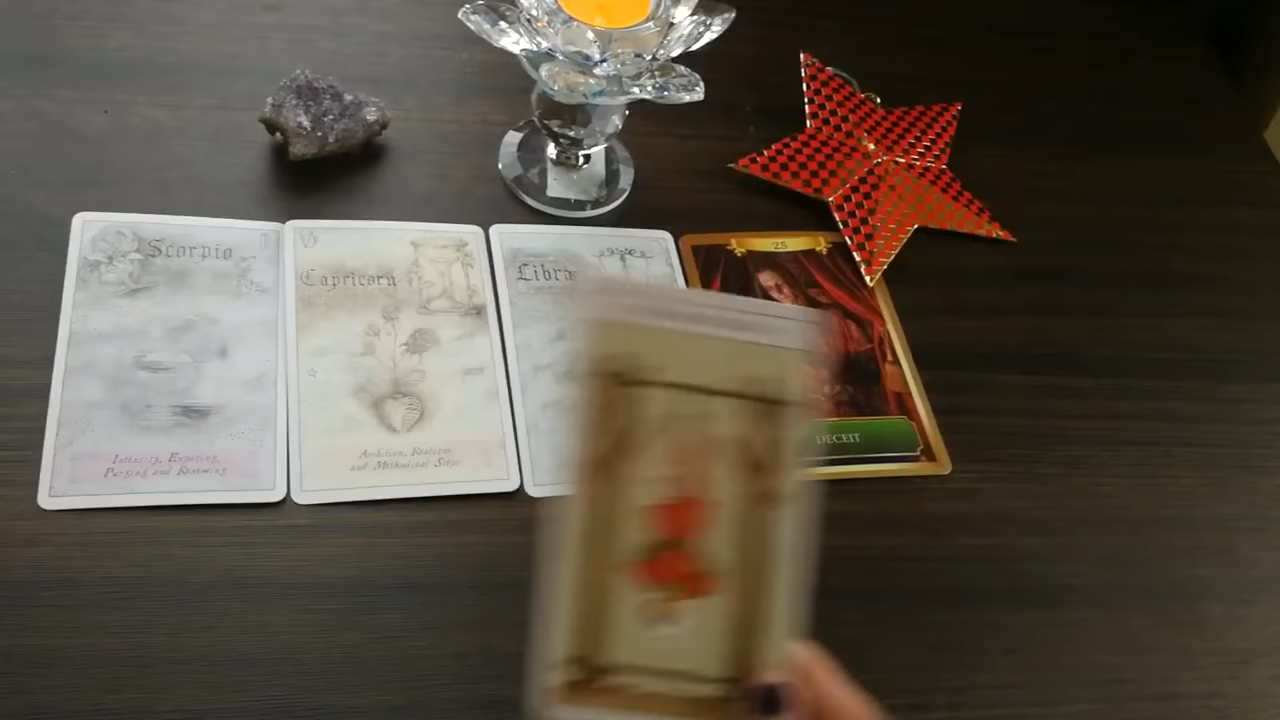 Scorpio
Intensity, Exposing,
Purging and Renewing
Capricorn
Ambition, Realism
and Methodical Steps
Libra
25
DECEIT